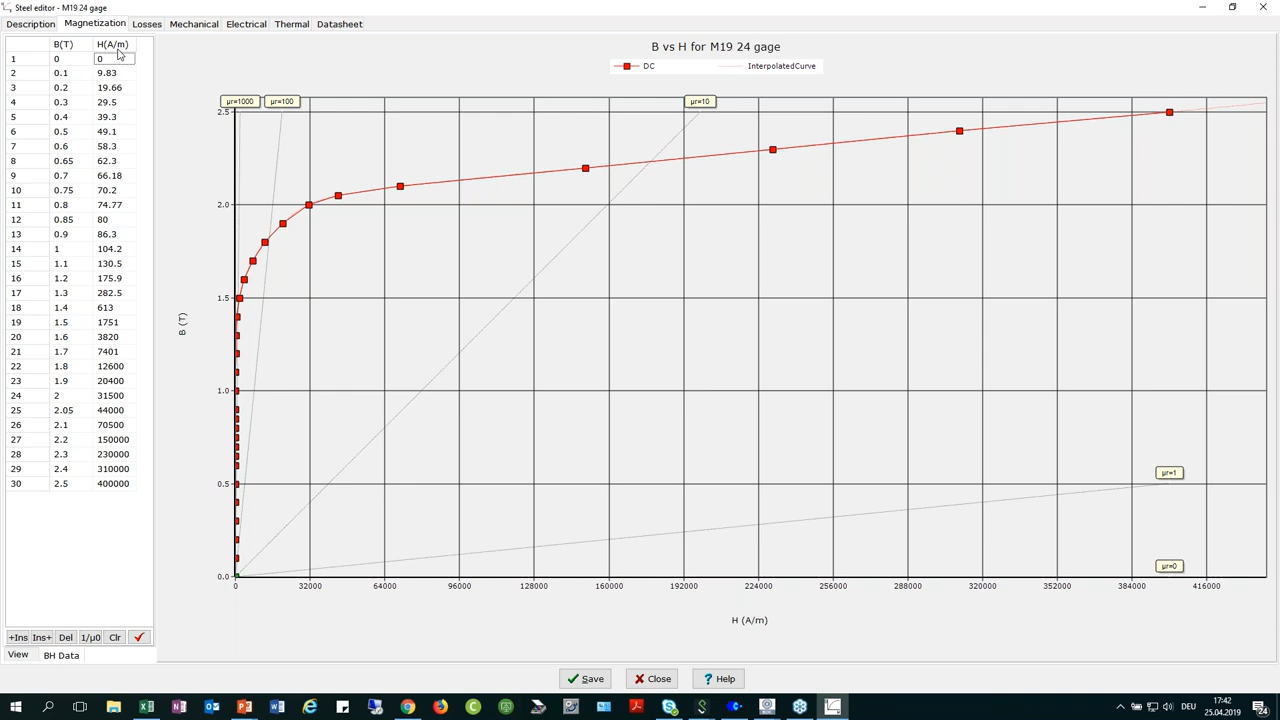 Steel editor - M19 24 gage
Description Magnetization Losses Mechanical Electrical Thermal Datasheet
B(T) H(A/m)
1 0 0
2 0.1 9.83
3 0.2 19.66
4 0.3 29.5
5 0.4 39.3
6 0.5 49.1
7 0.6 58.3
8 0.65 62.3
9 0.7 66.18
10 0.75 70.2
11 0.8 74.77
12 0.85 80
13 0.9 86.3
14 1 104.2
15 1.1 130.5
16 1.2 175.9
17 1.3 282.5
18 1.4 613
19 1.5 1751
20 1.6 3820
21 1.7 7401
22 1.8 12600
23 1.9 20400
24 2 31500
25 2.05 44000
26 2.1 70500
27 2.2 150000
28 2.3 230000
29 2.4 310000
30 2.5 400000
+Ins Ins+ Del 1/µ0 Clr
View BH Data
B vs H for M19 24 gage
DC InterpolatedCurve
µr=1000 µr=100 µr=10
2.5
2.0
1.5
1.0
0.5
0.0
B (T)
µr=1
µr=0
0 32000 64000 96000 128000 160000 192000 224000 256000 288000 320000 352000 384000 416000
H (A/m)
Save Close Help
DEU 17:42
25.04.2019 24